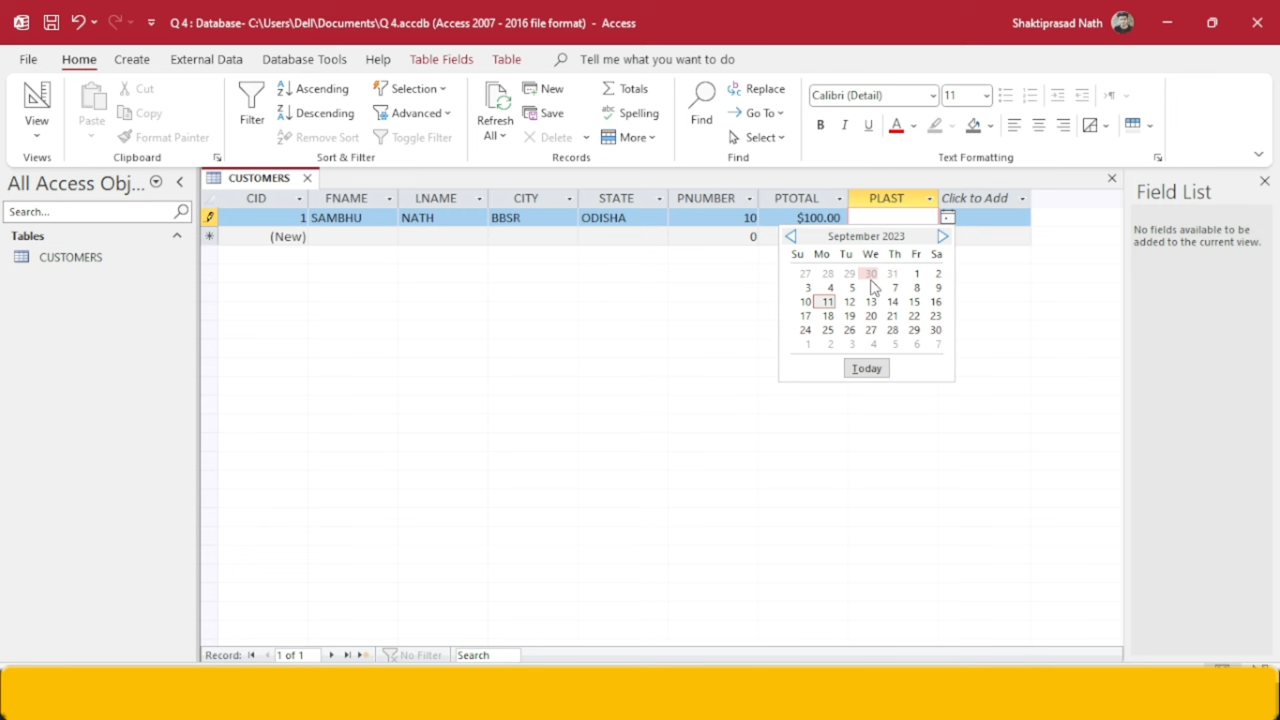 Q 4 : Database- C:\Users\Dell\Documents\Q 4.accdb (Access 2007 - 2016 file format) - Access
Shaktiprasad Nath
File Home Create External Data Database Tools Help Table Fields Table Tell me what you want to do
View
Views
Paste
Cut
Copy
Format Painter
Clipboard
Filter
Ascending
Descending
Remove Sort
Selection
Advanced
Toggle Filter
Sort & Filter
Refresh
All
New
Save
Delete
Totals
Spelling
More
Records
Find
Replace
Go To
Select
Find
Calibri (Detail) 11
B I U A
Text Formatting
All Access Obj...
Search...
Tables
CUSTOMERS
CUSTOMERS
CID FNAME LNAME CITY STATE PNUMBER PTOTAL PLAST Click to Add
1 SAMBHU NATH BBSR ODISHA 10 $100.00
(New) 0
September 2023
Su Mo Tu We Th Fr Sa
27 28 29 30 31 1 2
3 4 5 7 8 9
10 11 12 13 14 15 16
17 18 19 20 21 22 23
24 25 26 27 28 29 30
1 2 3 4 5 6 7
Today
Field List
No fields available to be
added to the current view.
Record: 1 of 1 No Filter Search